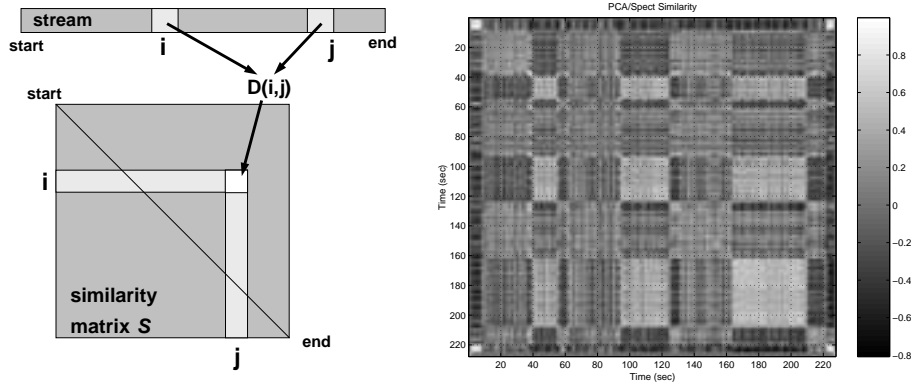 stream
start
end
i
j
D(i,j)
start
i
similarity
matrix S
end
j
PCA/Spect Similarity
Time (sec)
20
40
60
80
100
120
140
160
180
200
220
20 40 60 80 100 120 140 160 180 200 220
Time (sec)
0.8
0.6
0.4
0.2
0
−0.2
−0.4
−0.6
−0.8